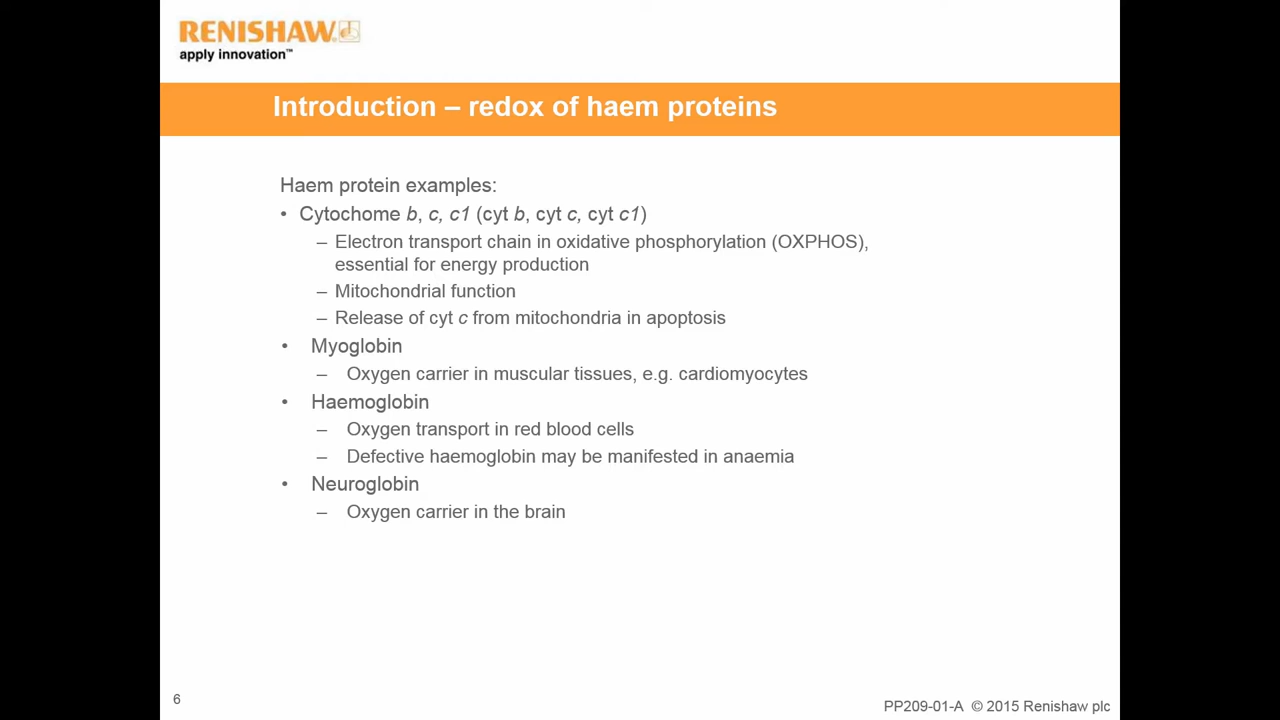 RENISHAW
apply innovation™
Introduction – redox of haem proteins
Haem protein examples:
• Cytochome b, c, c1 (cyt b, cyt c, cyt c1)
– Electron transport chain in oxidative phosphorylation (OXPHOS),
essential for energy production
– Mitochondrial function
– Release of cyt c from mitochondria in apoptosis
• Myoglobin
– Oxygen carrier in muscular tissues, e.g. cardiomyocytes
• Haemoglobin
– Oxygen transport in red blood cells
– Defective haemoglobin may be manifested in anaemia
• Neuroglobin
– Oxygen carrier in the brain
6
PP209-01-A © 2015 Renishaw plc